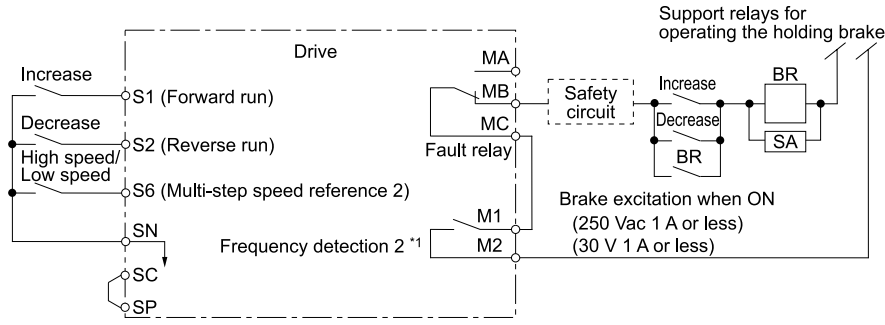 Support relays for
operating the holding brake
Drive
MA
Increase
S1 (Forward run)
MB
Safety
circuit
Increase
BR
Decrease
S2 (Reverse run)
MC
Fault relay
Decrease
SA
High speed/
Low speed
S6 (Multi-step speed reference 2)
BR
SN
M1
Brake excitation when ON
(250 Vac 1 A or less)
(30 V 1 A or less)
Frequency detection 2 *1
M2
SC
SP